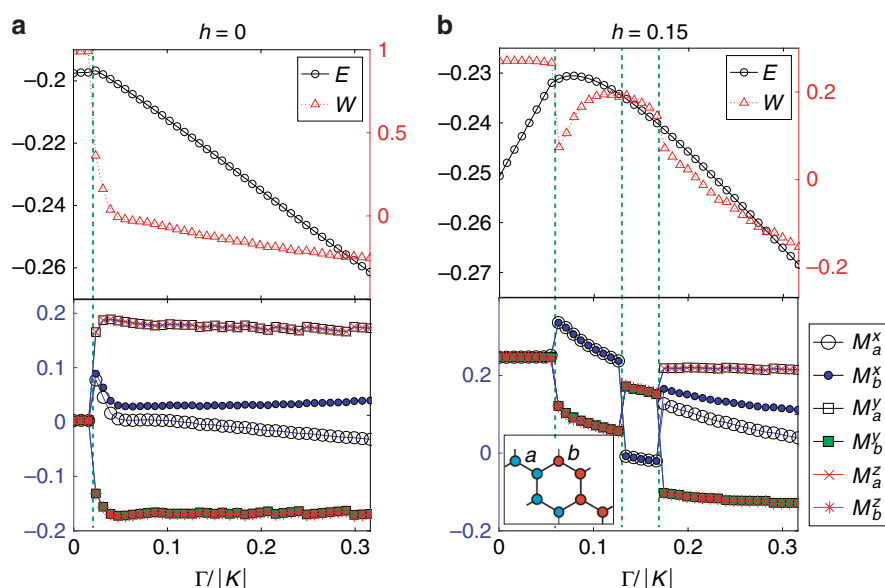 a
h = 0
b
h = 0.15
−0.2
−0.22
−0.24
−0.26
1
0.5
0
E
W
−0.23
−0.24
−0.25
−0.26
−0.27
0.2
0
−0.2
E
W
0.2
0.1
0
−0.1
−0.2
0
0.1
0.2
0.3
Γ/|K|
0.2
0
−0.2
a
b
0
0.1
0.2
0.3
Γ/|K|
M_a^x
M_b^x
M_a^y
M_b^y
M_a^z
M_b^z